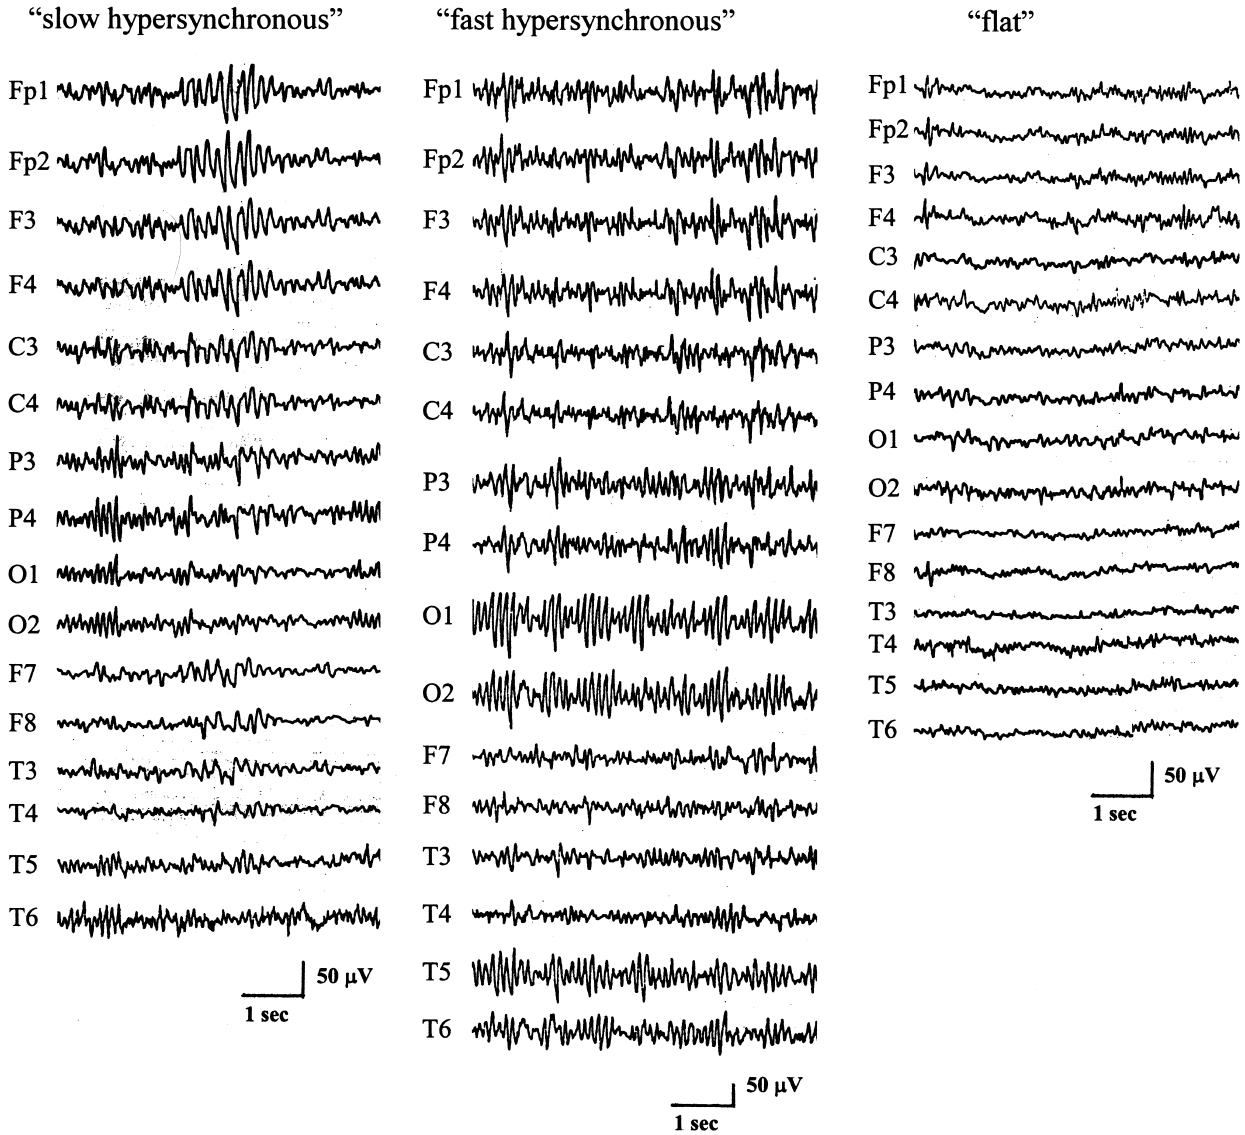 “slow hypersynchronous”
Fp1
Fp2
F3
F4
C3
C4
P3
P4
O1
O2
F7
F8
T3
T4
T5
T6
50 µV
1 sec
“fast hypersynchronous”
Fp1
Fp2
F3
F4
C3
C4
P3
P4
O1
O2
F7
F8
T3
T4
T5
T6
50 µV
1 sec
“flat”
Fp1
Fp2
F3
F4
C3
C4
P3
P4
O1
O2
F7
F8
T3
T4
T5
T6
50 µV
1 sec